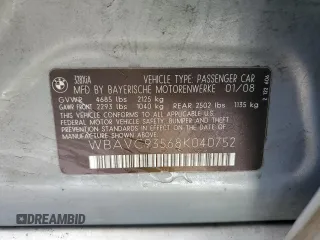 328XiA VEHICLE TYPE: PASSENGER CAR
MFD BY BAYERISCHE MOTORENWERKE 01/08
GVWR 4685 lbs 2125 kg
GAWR FRONT 2293 lbs 1040 kg REAR 2502 lbs 1135 kg
THIS VEHICLE CONFORMS TO ALL APPLICABLE FEDERAL
MOTOR VEHICLE SAFETY, BUMPER, AND THEFT PREVENTION
STANDARDS IN EFFECT ON THE DATE OF MANUFACTURE
SHOWN ABOVE.
WBAVC93568K040752
DREAMBID